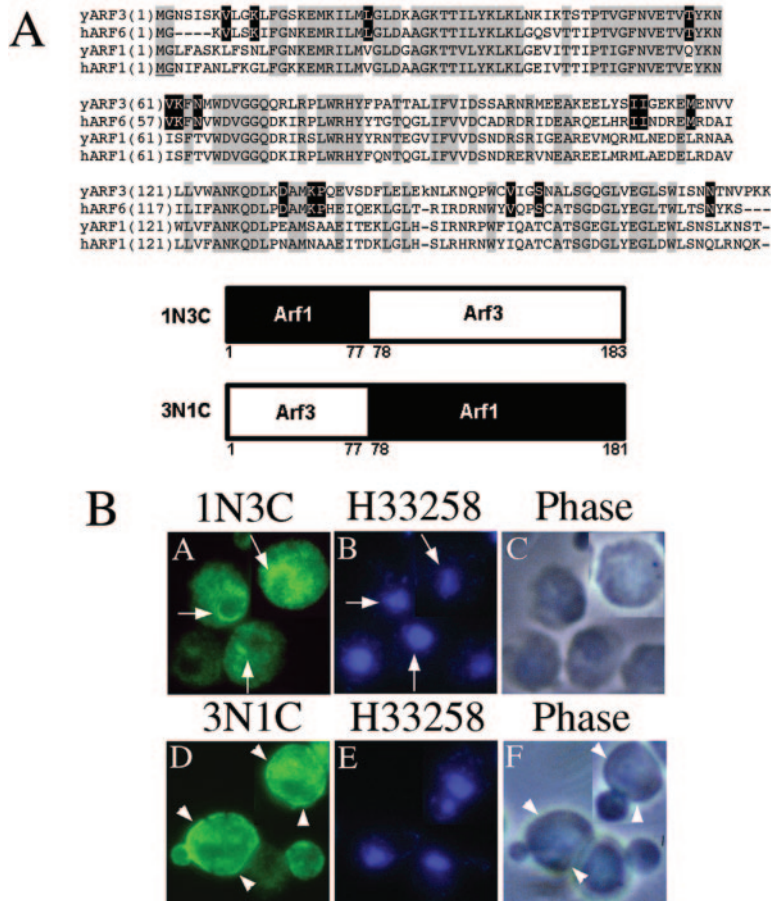 A
yARF3(1)MGNSISKVLGKLFGSKEMKILMLGLDKAGKTTILYKLKLNKIKTSTPTVGFNVETVTYKN
hARF6(1)MG----KVLSKIFGNKEMRILMLGLDAAGKTTILYKLKLGQSVTTIPTVGFNVETVTYKN
yARF1(1)MGLFASKLFSNLFGNKEMRILMVGLDGAGKTTVLYKLKLGEVITTIPTIGFNVETVQYKN
hARF1(1)MGNIFANLFKGLFGKKEMRILMVGLDAAGKTTILYKLKLGEIVTTIPTIGFNVETVEYKN
yARF3(61)VKFNMWDVGGQQRLRPLWRHYFPATTALIFVIDSSARNRMEEAKEELYSIIGEKEMENVV
hARF6(57)VKFNVWDVGGQDKIRPLWRHYYTGTQGLIFVVDCADRDRIDEARQELHRIINDREMRDAI
yARF1(61)ISFTVWDVGGQDRIRSLWRHYYRNTEGVIFVVDSNDRSRIGEAREVMQRMLNEDELRNAA
hARF1(61)ISFTVWDVGGQDKIRPLWRHYFQNTQGLIFVVDSNDRERVNEAREELMRMLAEDELRDAV
yARF3(121)LLVWANKQDLKDAMKPQEVSDFLELEkNLKNQPWCVIGSNALSGQGLVEGLSWISNNTNVPKK
hARF6(117)ILIFANKQDLPDAMKPHEIQEKLGLT-RIRDRNWYVQPSCATSGDGLYEGLTWLTSNYKS---
yARF1(121)WLVFANKQDLPEAMSAAEITEKLGLH-SIRNRPWFIQATCATSGEGLYEGLEWLSNSLKNST-
hARF1(121)LLVFANKQDLPNAMNAAEITDKLGLH-SLRHRNWYIQATCATSGDGLYEGLDWLSNQLRNQK-
1N3C Arf1 Arf3
1 77 78 183
3N1C Arf3 Arf1
1 77 78 181
B
1N3C H33258 Phase
A B C
3N1C H33258 Phase
D E F